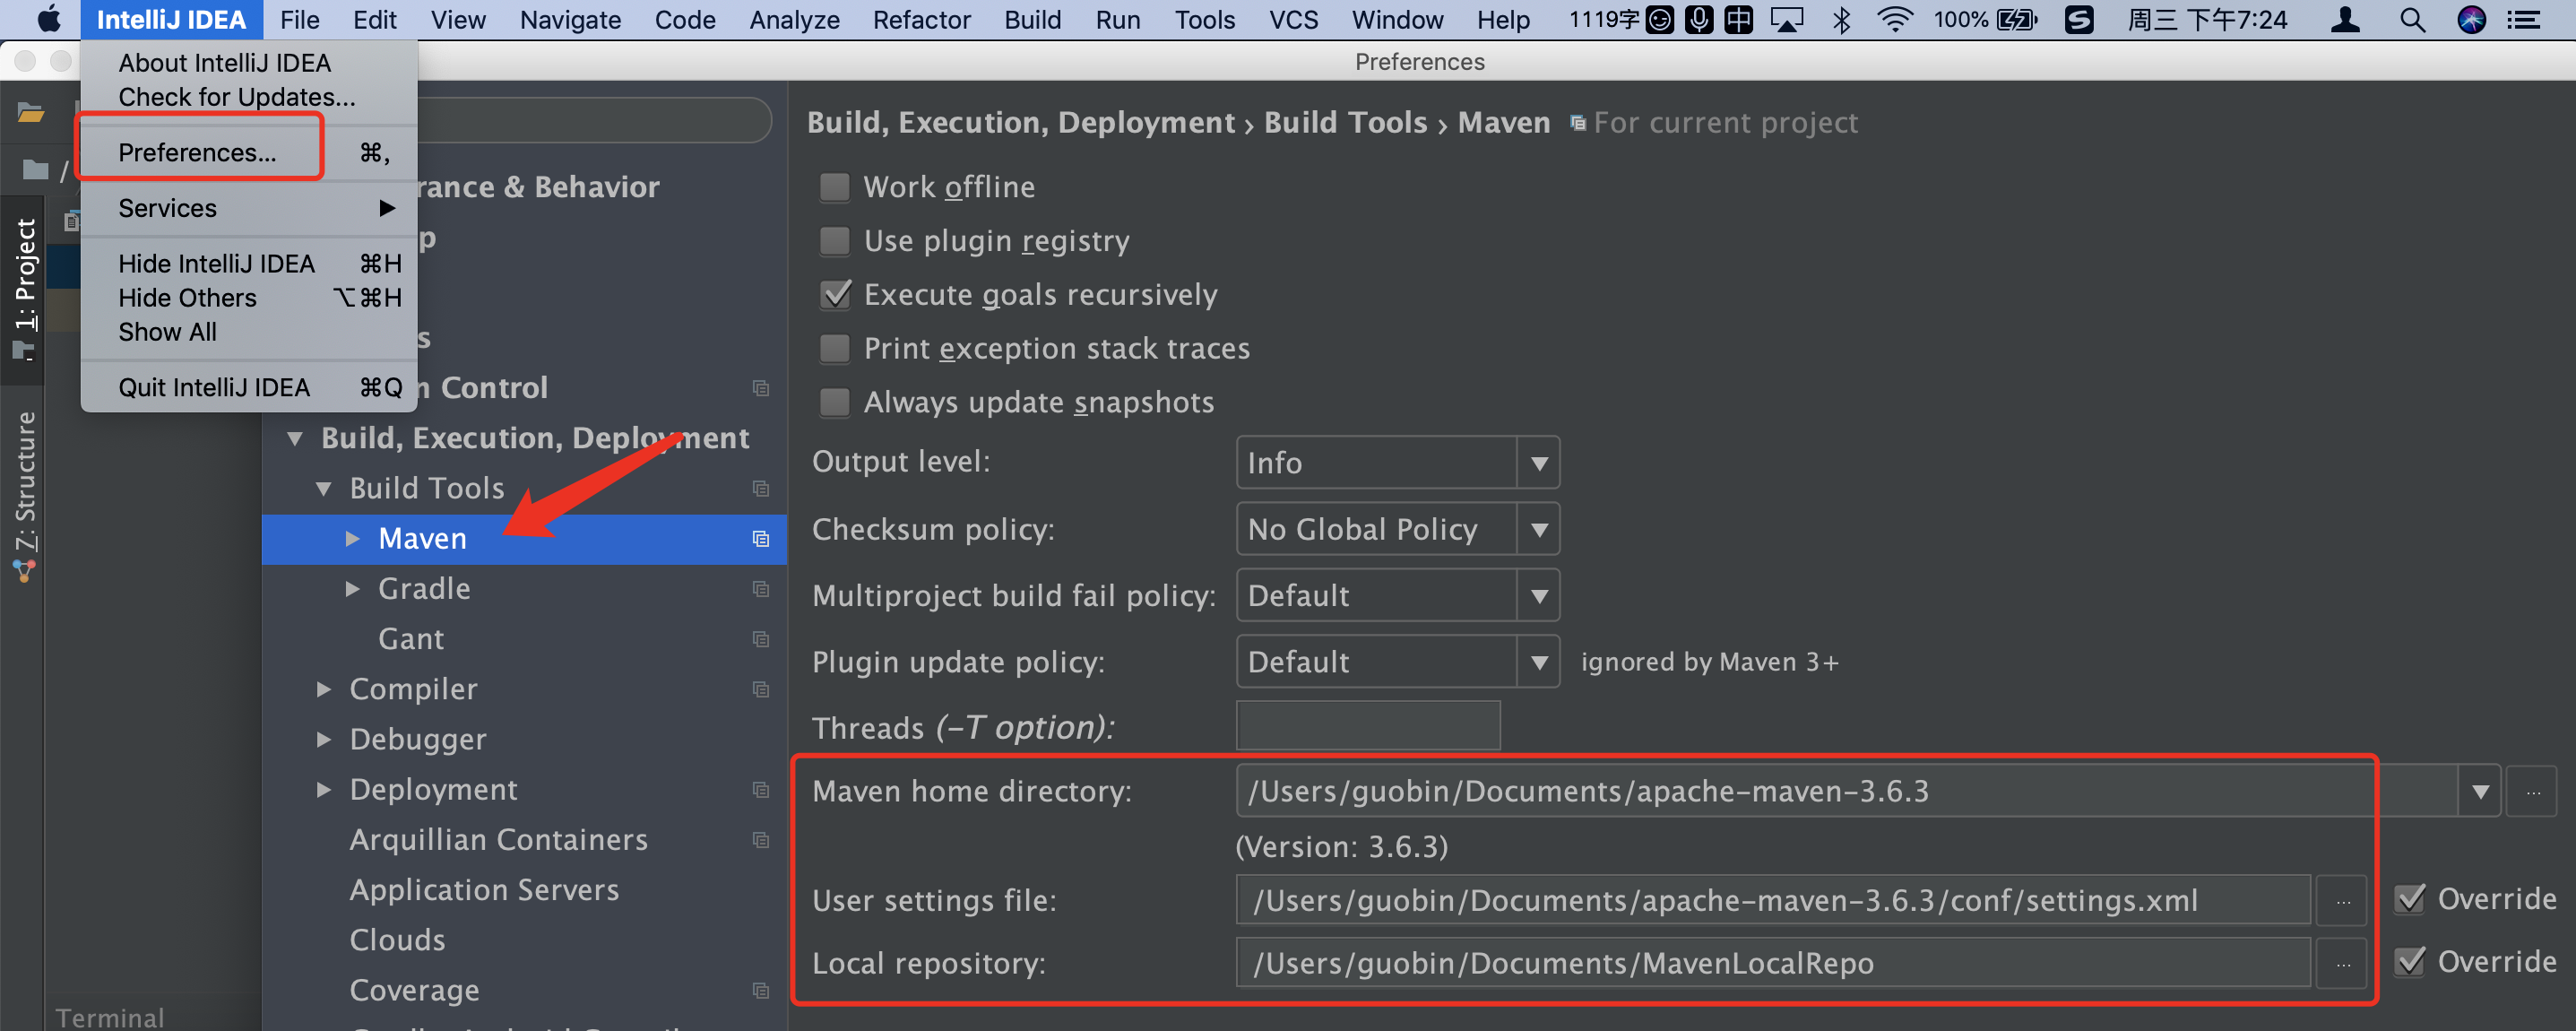 IntelliJ IDEA File Edit View Navigate Code Analyze Refactor Build Run Tools VCS Window Help 1119字 中 100% S 周三 下午7:24
Preferences
About IntelliJ IDEA
Check for Updates...
Preferences... ⌘,
Services ▶
Hide IntelliJ IDEA ⌘H
Hide Others ⌥⌘H
Show All
Quit IntelliJ IDEA ⌘Q
/
1: Project
7: Structure
Terminal
rance & Behavior
p
s
n Control
Build, Execution, Deployment
Build Tools
Maven
Gradle
Gant
Compiler
Debugger
Deployment
Arquillian Containers
Application Servers
Clouds
Coverage
Build, Execution, Deployment › Build Tools › Maven For current project
Work offline
Use plugin registry
Execute goals recursively
Print exception stack traces
Always update snapshots
Output level: Info
Checksum policy: No Global Policy
Multiproject build fail policy: Default
Plugin update policy: Default ignored by Maven 3+
Threads (-T option):
Maven home directory: /Users/guobin/Documents/apache-maven-3.6.3 ...
(Version: 3.6.3)
User settings file: /Users/guobin/Documents/apache-maven-3.6.3/conf/settings.xml ... Override
Local repository: /Users/guobin/Documents/MavenLocalRepo ... Override